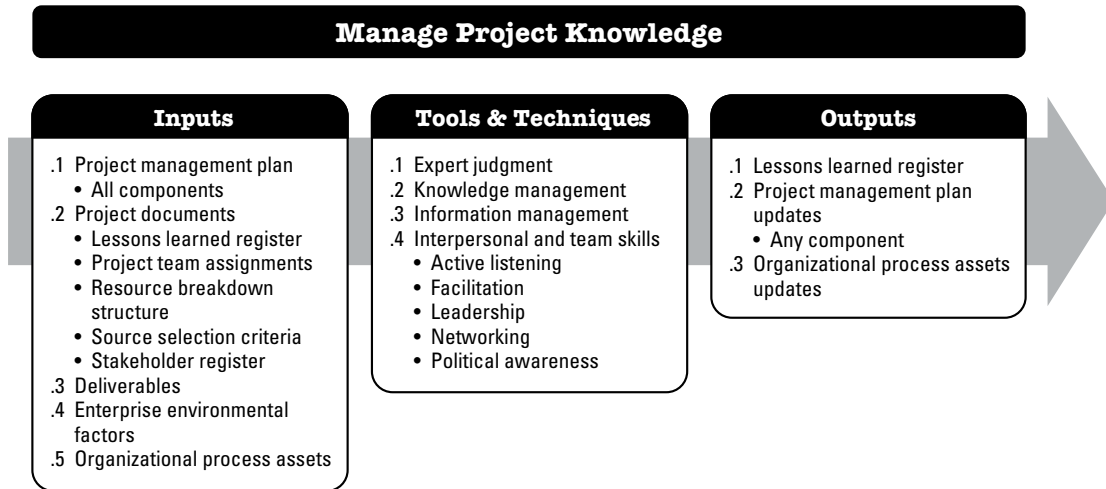 Manage Project Knowledge
Inputs
.1 Project management plan
• All components
.2 Project documents
• Lessons learned register
• Project team assignments
• Resource breakdown
structure
• Source selection criteria
• Stakeholder register
.3 Deliverables
.4 Enterprise environmental
factors
.5 Organizational process assets
Tools & Techniques
.1 Expert judgment
.2 Knowledge management
.3 Information management
.4 Interpersonal and team skills
• Active listening
• Facilitation
• Leadership
• Networking
• Political awareness
Outputs
.1 Lessons learned register
.2 Project management plan
updates
• Any component
.3 Organizational process assets
updates